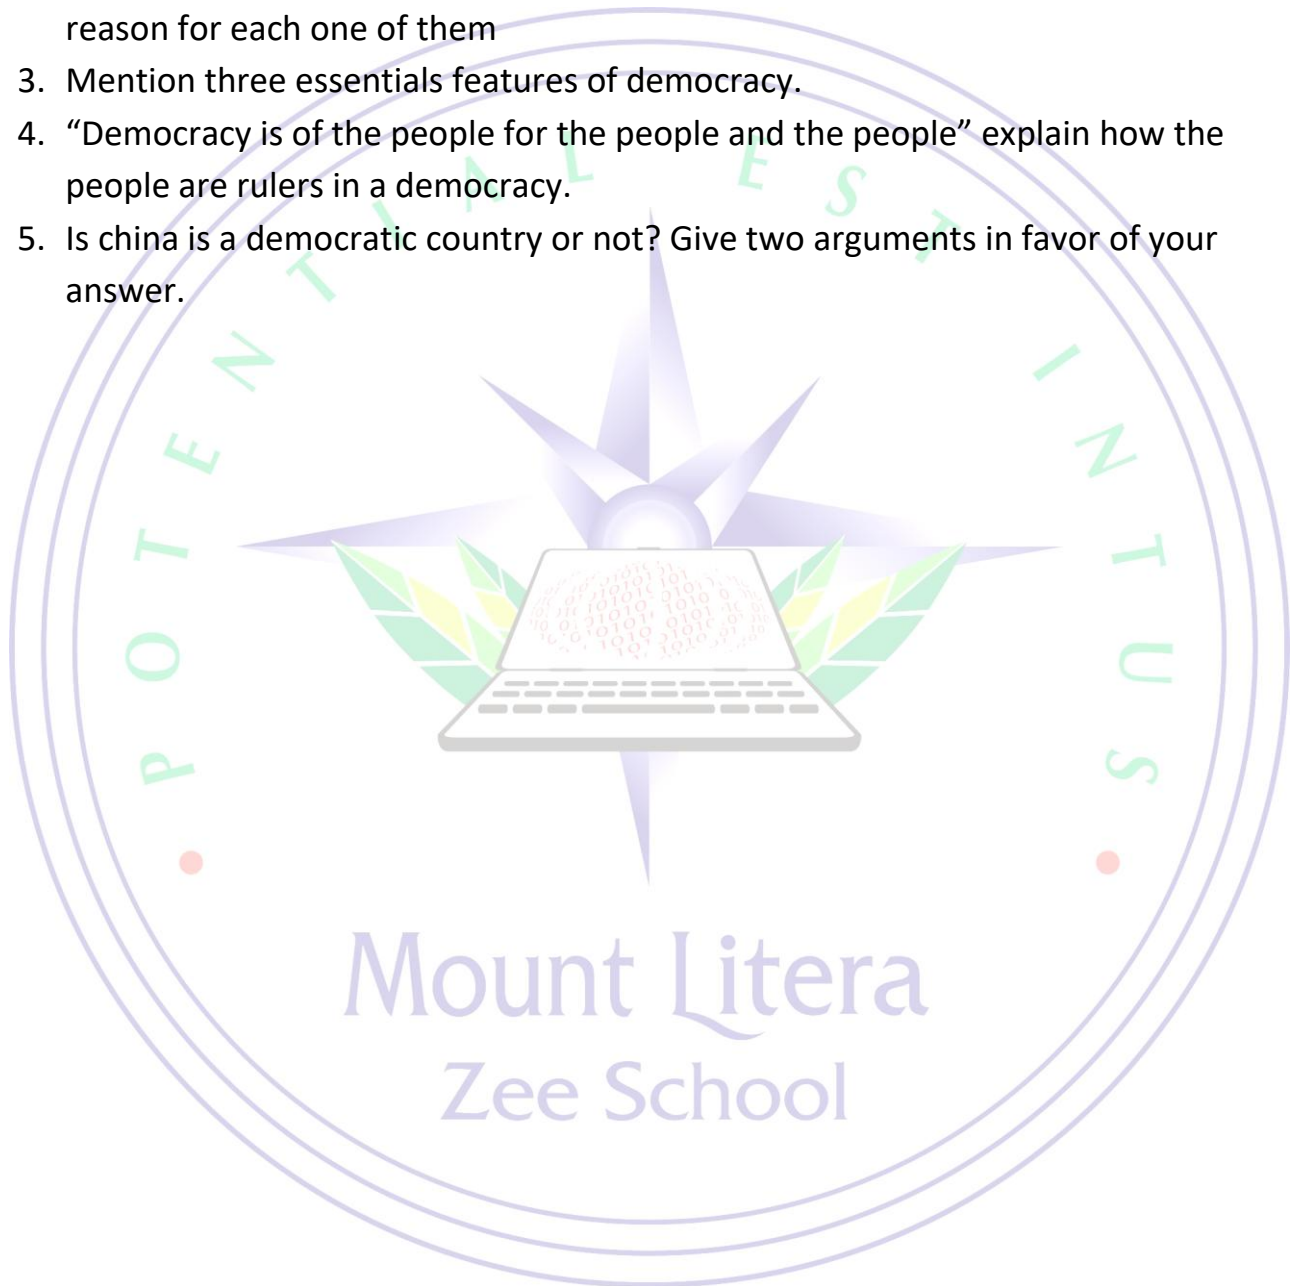 reason for each one of them
3. Mention three essentials features of democracy.
4. “Democracy is of the people for the people and the people” explain how the
people are rulers in a democracy.
5. Is china is a democratic country or not? Give two arguments in favor of your
answer.
POTENTIAL EST INTUS
Mount Litera
Zee School